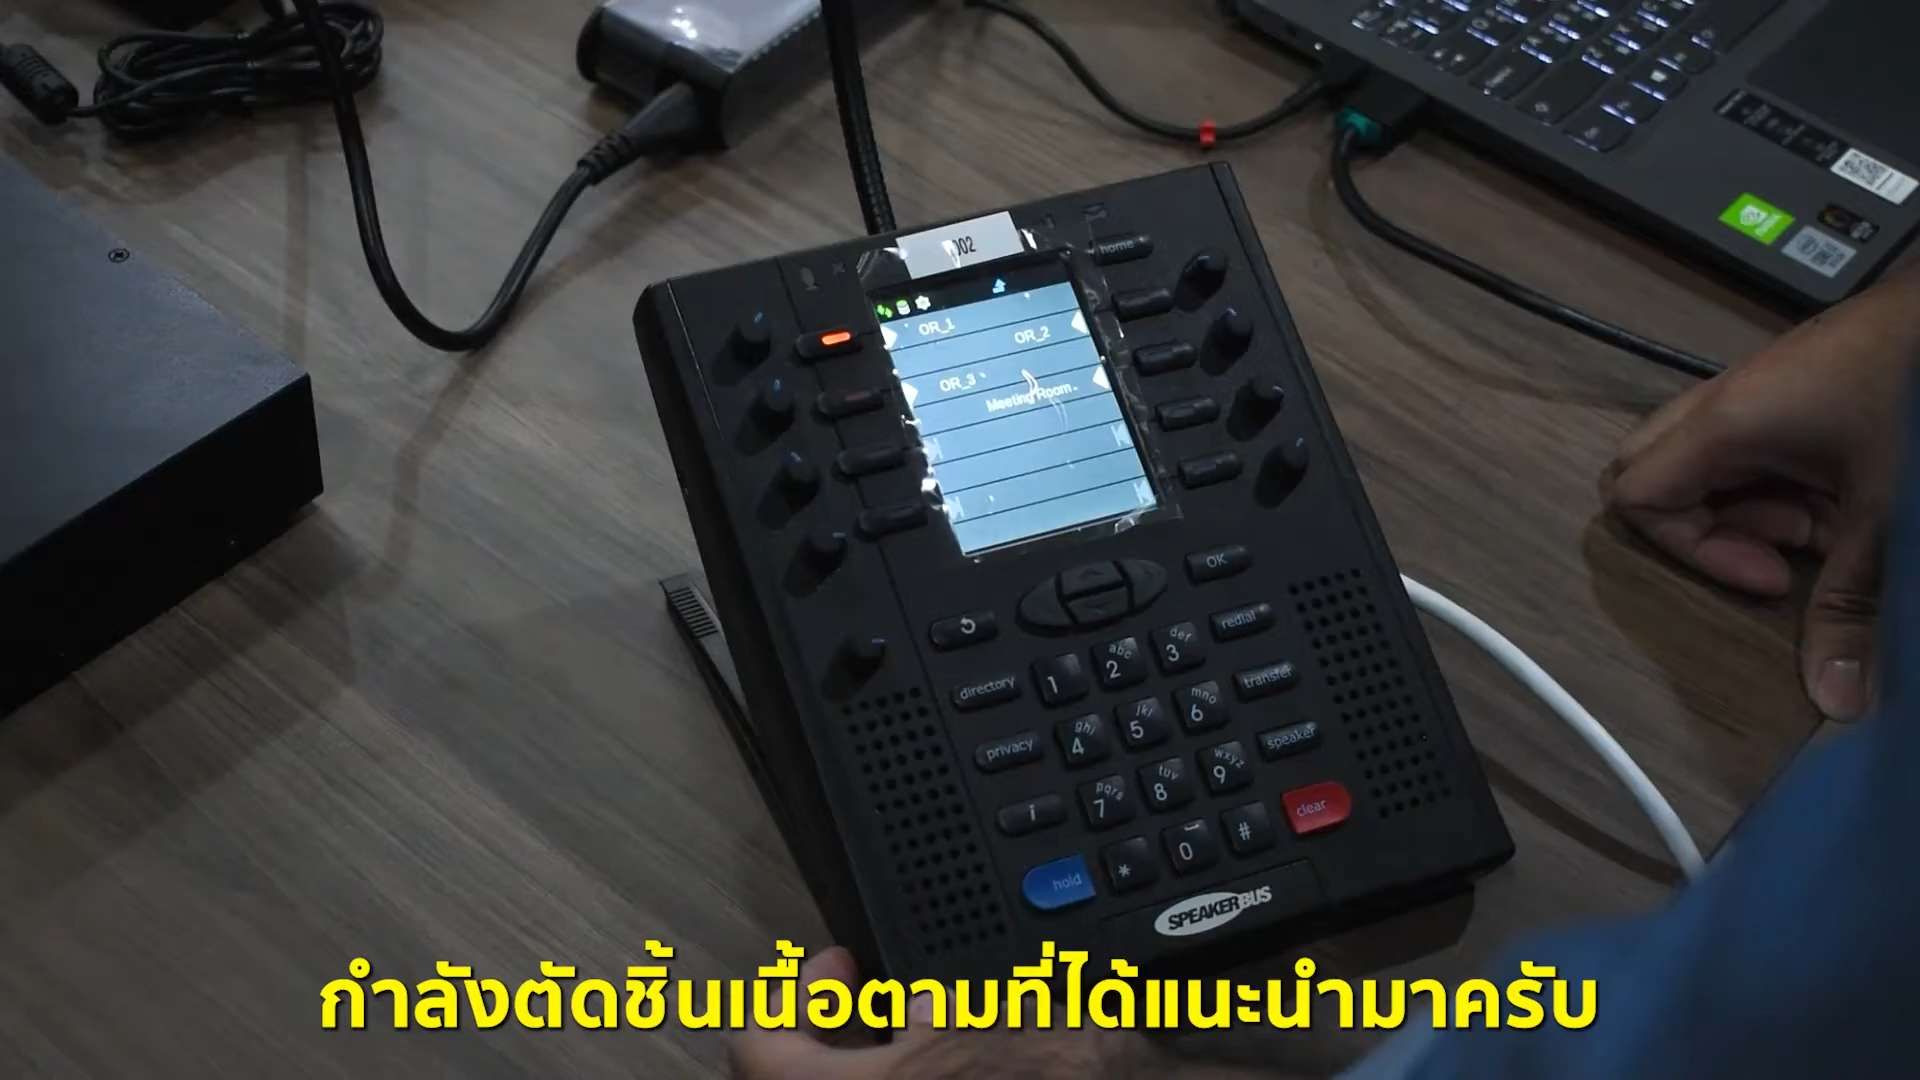 002
home
OR_1
OR_2
OR_3
Meeting Room
OK
redial
directory
1
abc
2
def
3
transfer
privacy
ghi
4
jkl
5
mno
6
speaker
i
pqrs
7
tuv
8
wxyz
9
clear
hold
*
0
#
SPEAKERBUS
กำลังตัดชิ้นเนื้อตามที่ได้แนะนำมาครับ